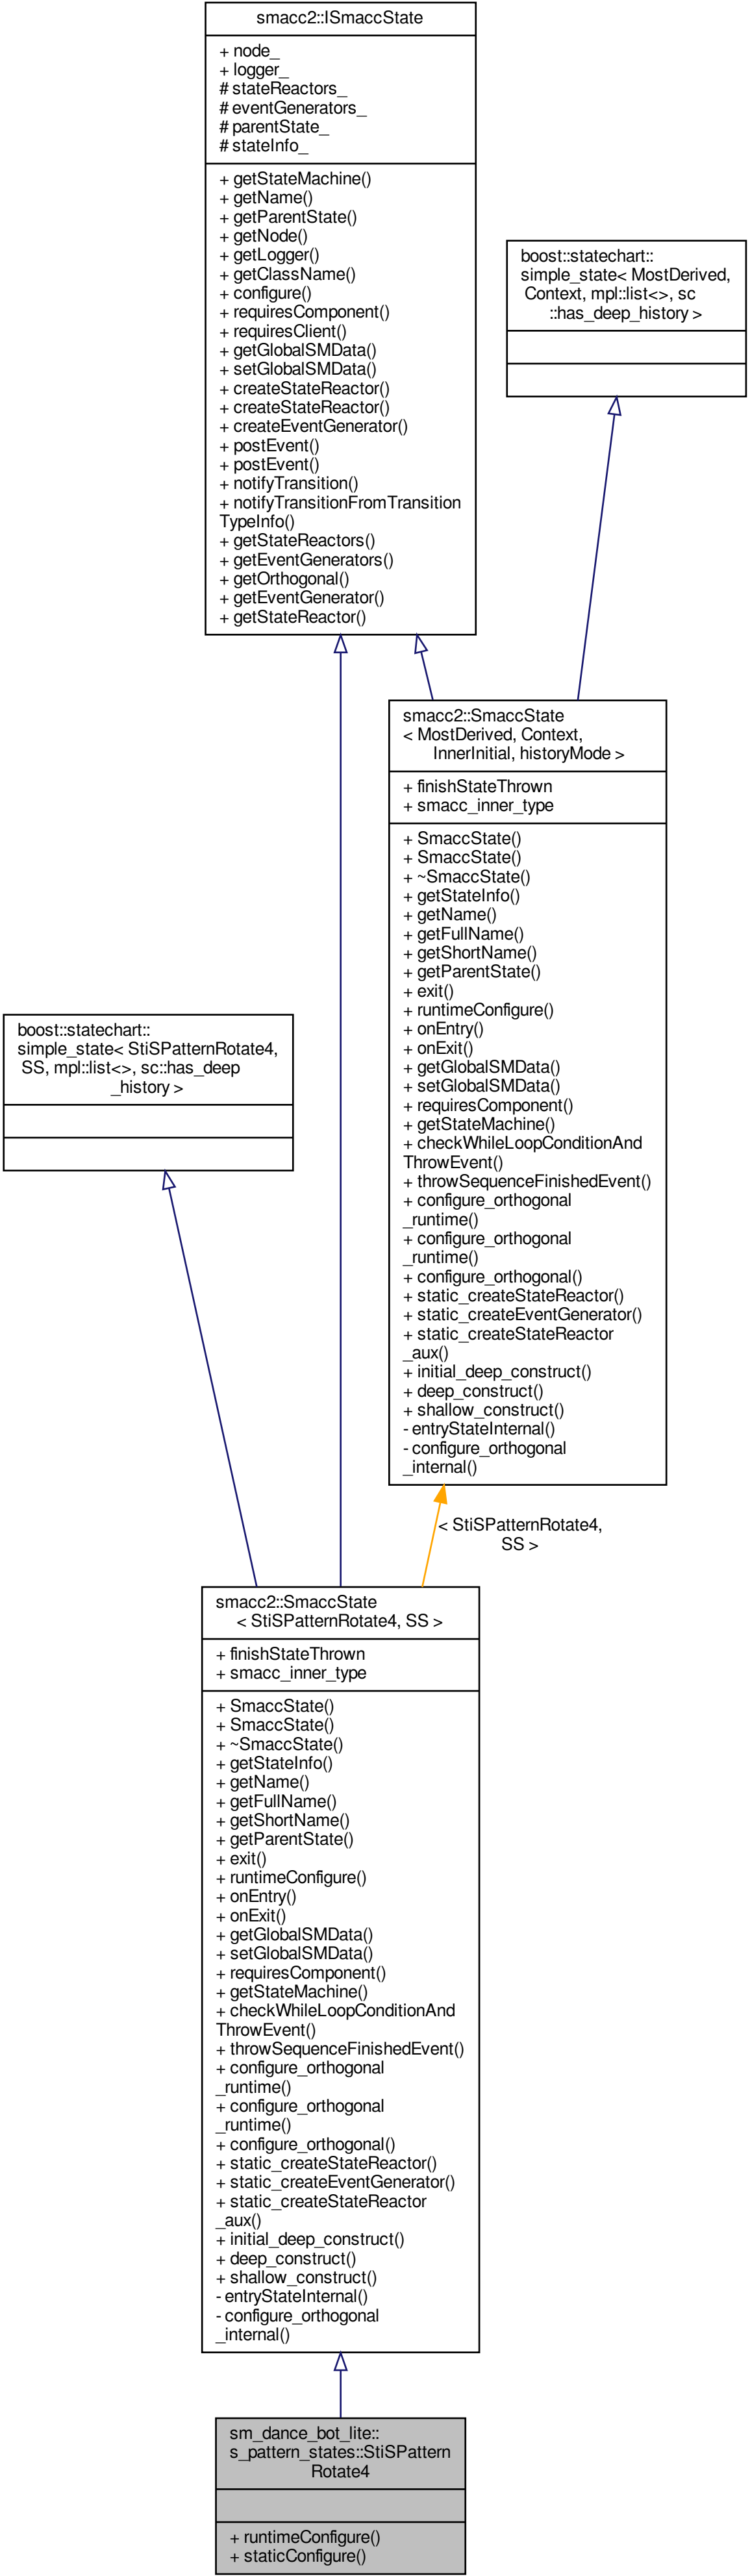 smacc2::ISmaccState
+ node_
+ logger_
# stateReactors_
# eventGenerators_
# parentState_
# stateInfo_
+ getStateMachine()
+ getName()
+ getParentState()
+ getNode()
+ getLogger()
+ getClassName()
+ configure()
+ requiresComponent()
+ requiresClient()
+ getGlobalSMData()
+ setGlobalSMData()
+ createStateReactor()
+ createStateReactor()
+ createEventGenerator()
+ postEvent()
+ postEvent()
+ notifyTransition()
+ notifyTransitionFromTransition
TypeInfo()
+ getStateReactors()
+ getEventGenerators()
+ getOrthogonal()
+ getEventGenerator()
+ getStateReactor()
boost::statechart::
simple_state< MostDerived,
Context, mpl::list<>, sc
::has_deep_history >
smacc2::SmaccState
< MostDerived, Context,
InnerInitial, historyMode >
+ finishStateThrown
+ smacc_inner_type
+ SmaccState()
+ SmaccState()
+ ~SmaccState()
+ getStateInfo()
+ getName()
+ getFullName()
+ getShortName()
+ getParentState()
+ exit()
+ runtimeConfigure()
+ onEntry()
+ onExit()
+ getGlobalSMData()
+ setGlobalSMData()
+ requiresComponent()
+ getStateMachine()
+ checkWhileLoopConditionAnd
ThrowEvent()
+ throwSequenceFinishedEvent()
+ configure_orthogonal
_runtime()
+ configure_orthogonal
_runtime()
+ configure_orthogonal()
+ static_createStateReactor()
+ static_createEventGenerator()
+ static_createStateReactor
_aux()
+ initial_deep_construct()
+ deep_construct()
+ shallow_construct()
- entryStateInternal()
- configure_orthogonal
_internal()
boost::statechart::
simple_state< StiSPatternRotate4,
SS, mpl::list<>, sc::has_deep
_history >
< StiSPatternRotate4,
SS >
smacc2::SmaccState
< StiSPatternRotate4, SS >
+ finishStateThrown
+ smacc_inner_type
+ SmaccState()
+ SmaccState()
+ ~SmaccState()
+ getStateInfo()
+ getName()
+ getFullName()
+ getShortName()
+ getParentState()
+ exit()
+ runtimeConfigure()
+ onEntry()
+ onExit()
+ getGlobalSMData()
+ setGlobalSMData()
+ requiresComponent()
+ getStateMachine()
+ checkWhileLoopConditionAnd
ThrowEvent()
+ throwSequenceFinishedEvent()
+ configure_orthogonal
_runtime()
+ configure_orthogonal
_runtime()
+ configure_orthogonal()
+ static_createStateReactor()
+ static_createEventGenerator()
+ static_createStateReactor
_aux()
+ initial_deep_construct()
+ deep_construct()
+ shallow_construct()
- entryStateInternal()
- configure_orthogonal
_internal()
sm_dance_bot_lite::
s_pattern_states::StiSPattern
Rotate4
+ runtimeConfigure()
+ staticConfigure()